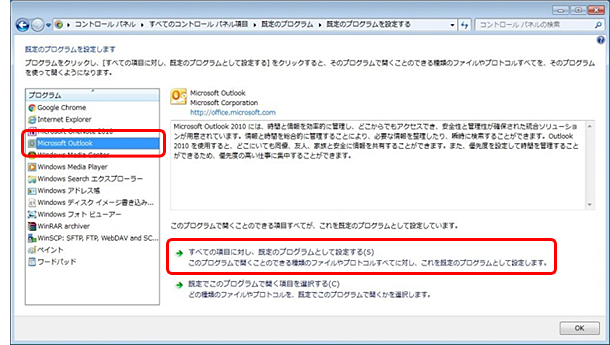 コントロール パネル ▸ すべてのコントロール パネル項目 ▸ 既定のプログラム ▸ 既定のプログラムを設定する
コントロール パネルの検索
既定のプログラムを設定します
プログラムをクリックし、[すべての項目に対し、既定のプログラムとして設定する] をクリックすると、そのプログラムで開くことのできる種類のファイルやプロトコルすべてを、そのプログラム
を使って開くようになります。
プログラム
Google Chrome
Internet Explorer
Microsoft OneNote 2010
Microsoft Outlook
Windows Media Center
Windows Media Player
Windows Search エクスプローラー
Windows アドレス帳
Windows ディスク イメージ書き込み...
Windows フォト ビューアー
WinRAR archiver
WinSCP: SFTP, FTP, WebDAV and SC...
ペイント
ワードパッド
Microsoft Outlook
Microsoft Corporation
http://office.microsoft.com
Microsoft Outlook 2010 には、時間と情報を効率的に管理し、どこからでもアクセスでき、安全性と管理性が確保された統合ソリューショ
ンが用意されています。情報と時間を総合的に管理することにより、必要な情報を整理したり、瞬時に検索することができます。Outlook
2010 を使用すると、どこにいても同僚、友人、家族と安全に情報を共有することができます。また、優先度を設定して時間を管理すること
ができるため、優先度の高い仕事に集中することができます。
このプログラムで開くことのできる項目すべてが、これを既定のプログラムとして設定しています。
すべての項目に対し、既定のプログラムとして設定する(S)
このプログラムで開くことのできる種類のファイルやプロトコルすべてに対し、これを既定のプログラムとして設定します。
既定でこのプログラムで開く項目を選択する(C)
どの種類のファイルやプロトコルを、既定でこのプログラムで開くかを選択します。
OK